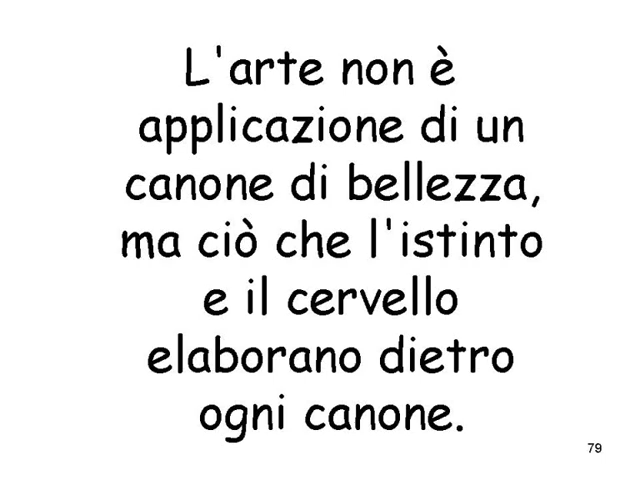 L'arte non è
applicazione di un
canone di bellezza,
ma ciò che l'istinto
e il cervello
elaborano dietro
ogni canone.
79